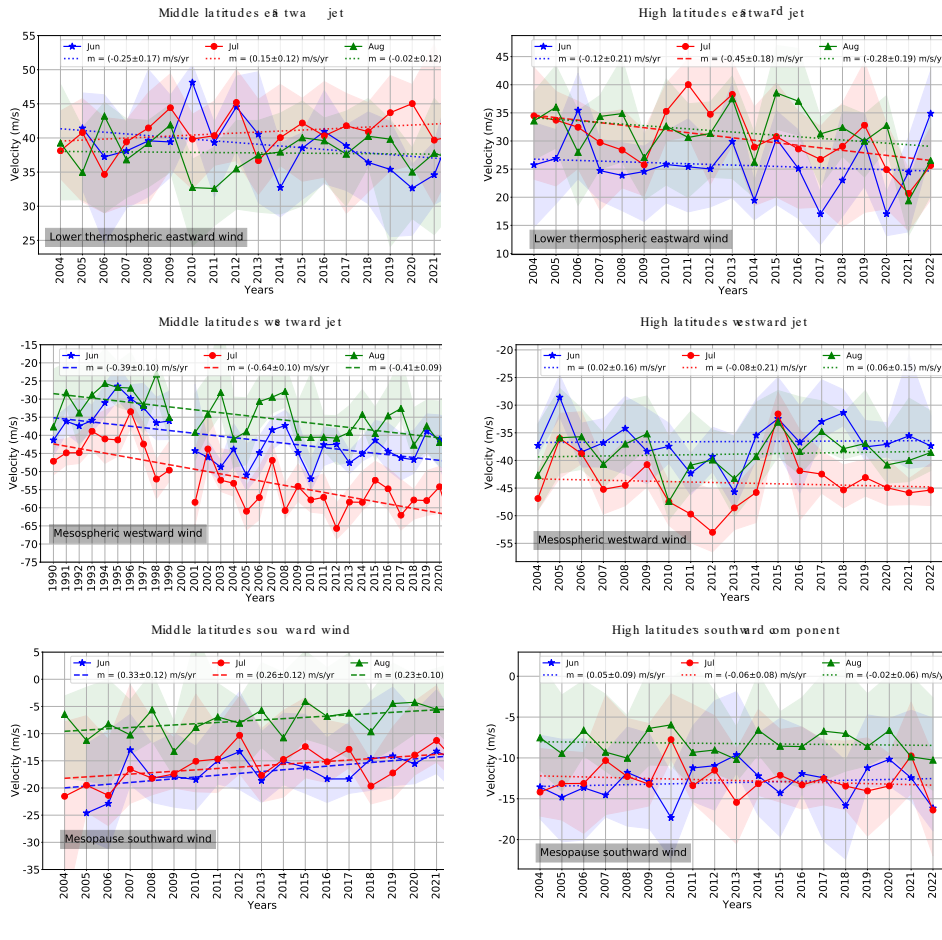 Middle latitudes eastwa jet
55
50
45
40
35
30
25
Velocity (m/s)
Jun Jul Aug
m = (-0.25±0.17) m/s/yr m = (0.15±0.12) m/s/yr m = (-0.02±0.12)
Lower thermospheric eastward wind
2004 2005 2006 2007 2008 2009 2010 2011 2012 2013 2014 2015 2016 2017 2018 2019 2020 2021
Years
High latitudes eastward jet
45
40
35
30
25
20
15
10
Velocity (m/s)
Jun Jul Aug
m = (-0.12±0.21) m/s/yr m = (-0.45±0.18) m/s/yr m = (-0.28±0.19) m/s/y
Lower thermospheric eastward wind
2004 2005 2006 2007 2008 2009 2010 2011 2012 2013 2014 2015 2016 2017 2018 2019 2020 2021 2022
Years
Middle latitudes westward jet
-15
-20
-25
-30
-35
-40
-45
-50
-55
-60
-65
-70
-75
Velocity (m/s)
Jun Jul Aug
m = (-0.39±0.10) m/s/yr m = (-0.64±0.10) m/s/yr m = (-0.41±0.09)
Mesospheric westward wind
1990 1991 1992 1993 1994 1995 1996 1997 1998 1999 2000 2001 2002 2003 2004 2005 2006 2007 2008 2009 2010 2011 2012 2013 2014 2015 2016 2017 2018 2019 2020
Years
High latitudes westward jet
-20
-25
-30
-35
-40
-45
-50
-55
Velocity (m/s)
Jun Jul Aug
m = (0.02±0.16) m/s/yr m = (-0.08±0.21) m/s/yr m = (0.06±0.15) m/s/y
Mesospheric westward wind
2004 2005 2006 2007 2008 2009 2010 2011 2012 2013 2014 2015 2016 2017 2018 2019 2020 2021 2022
Years
Middle latitudes sou ward wind
5
0
-5
-10
-15
-20
-25
-30
-35
Velocity (m/s)
Jun Jul Aug
m = (0.33±0.12) m/s/yr m = (0.26±0.12) m/s/yr m = (0.23±0.10)
Mesopause southward wind
2004 2005 2006 2007 2008 2009 2010 2011 2012 2013 2014 2015 2016 2017 2018 2019 2020 2021
Years
High latitudes southward component
0
-5
-10
-15
-20
Velocity (m/s)
Jun Jul Aug
m = (0.05±0.09) m/s/yr m = (-0.06±0.08) m/s/yr m = (-0.02±0.06) m/s/y
Mesopause southward wind
2004 2005 2006 2007 2008 2009 2010 2011 2012 2013 2014 2015 2016 2017 2018 2019 2020 2021 2022
Years